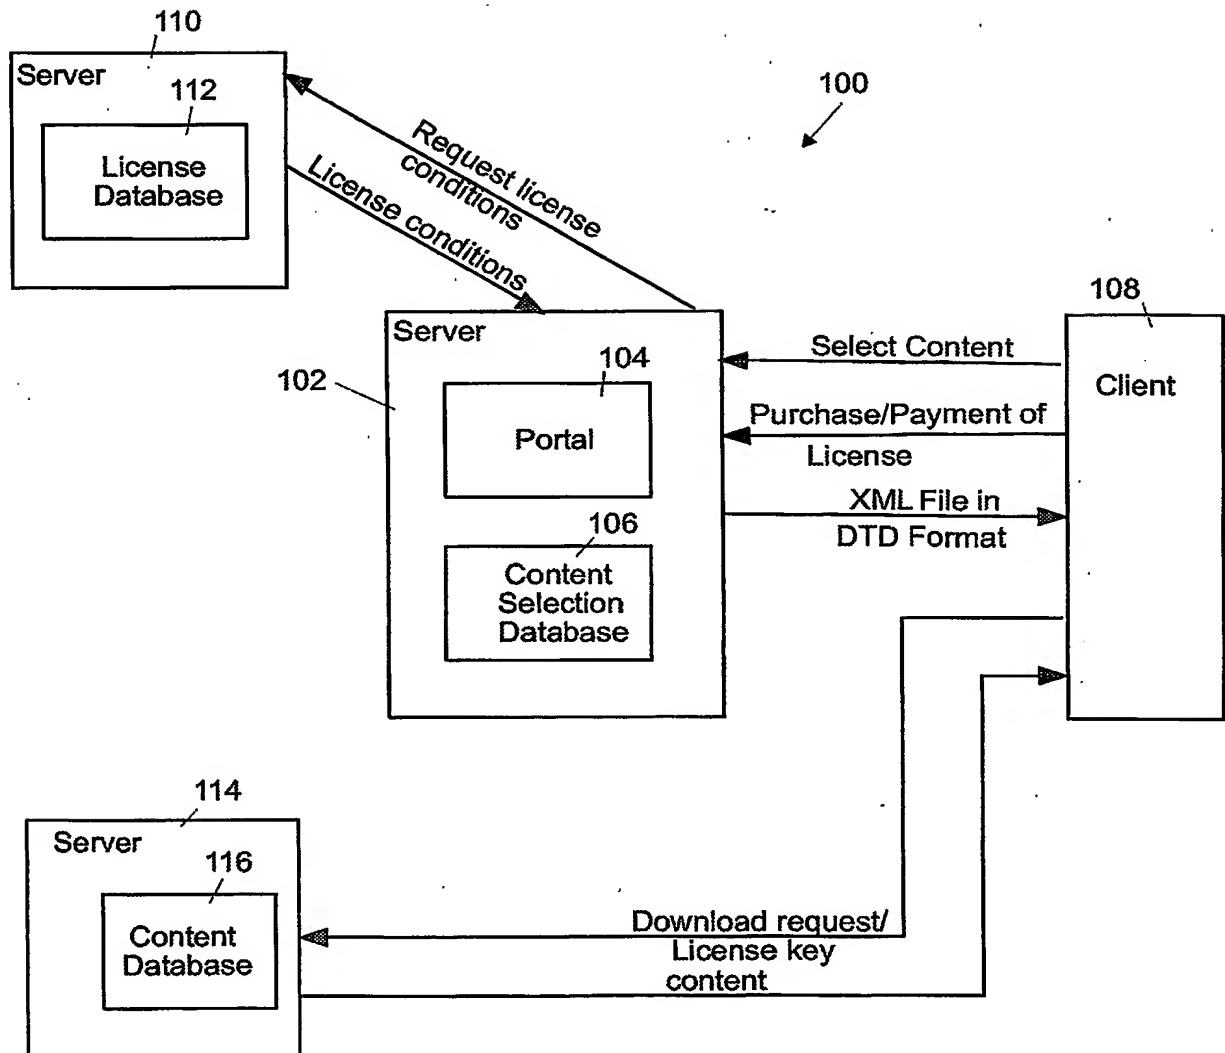 110
Server
112
License
Database
100
Request license
conditions
License conditions
108
Client
Server
102
104
Portal
106
Content
Selection
Database
Select Content
Purchase/Payment of
License
XML File in
DTD Format
114
Server
116
Content
Database
Download request/
License key
content